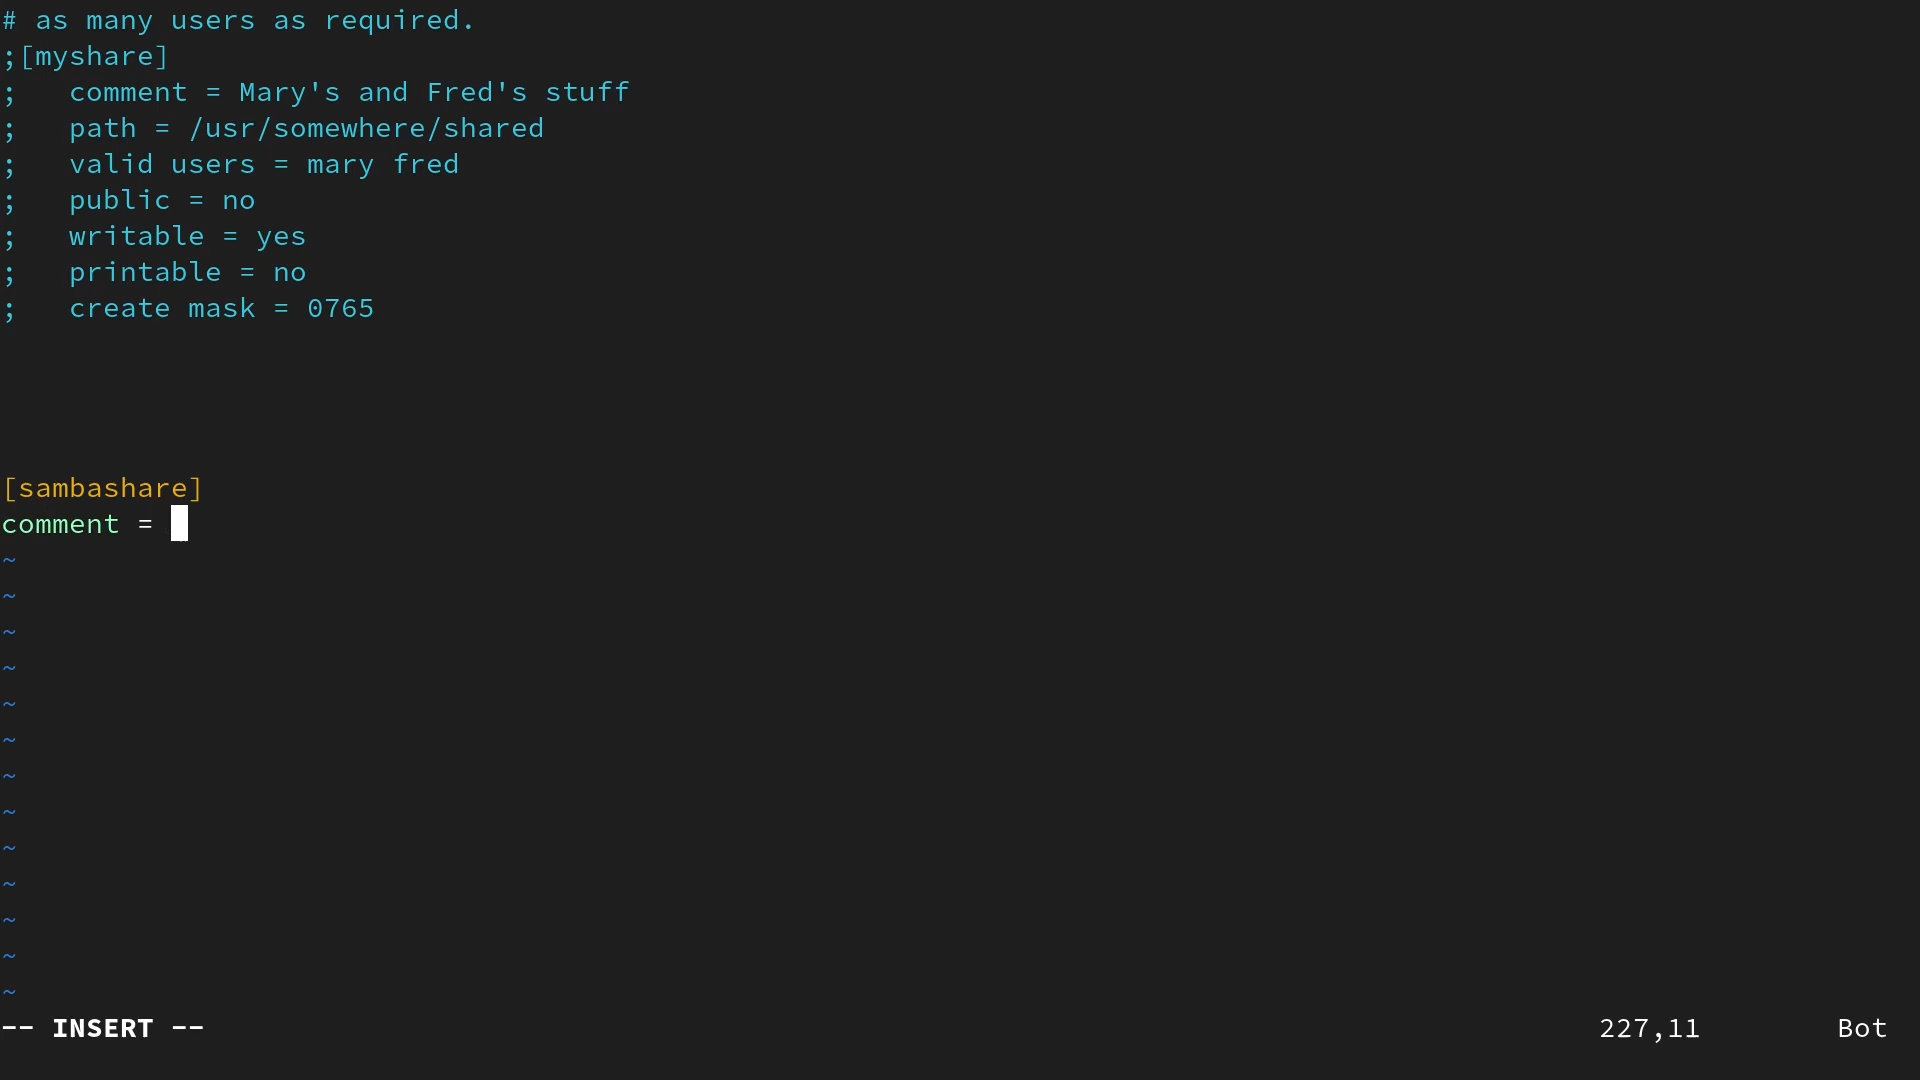 # as many users as required.
;[myshare]
;   comment = Mary's and Fred's stuff
;   path = /usr/somewhere/shared
;   valid users = mary fred
;   public = no
;   writable = yes
;   printable = no
;   create mask = 0765
[sambashare]
comment =
~
~
~
~
~
~
~
~
~
~
~
~
~
-- INSERT --                    227,11        Bot